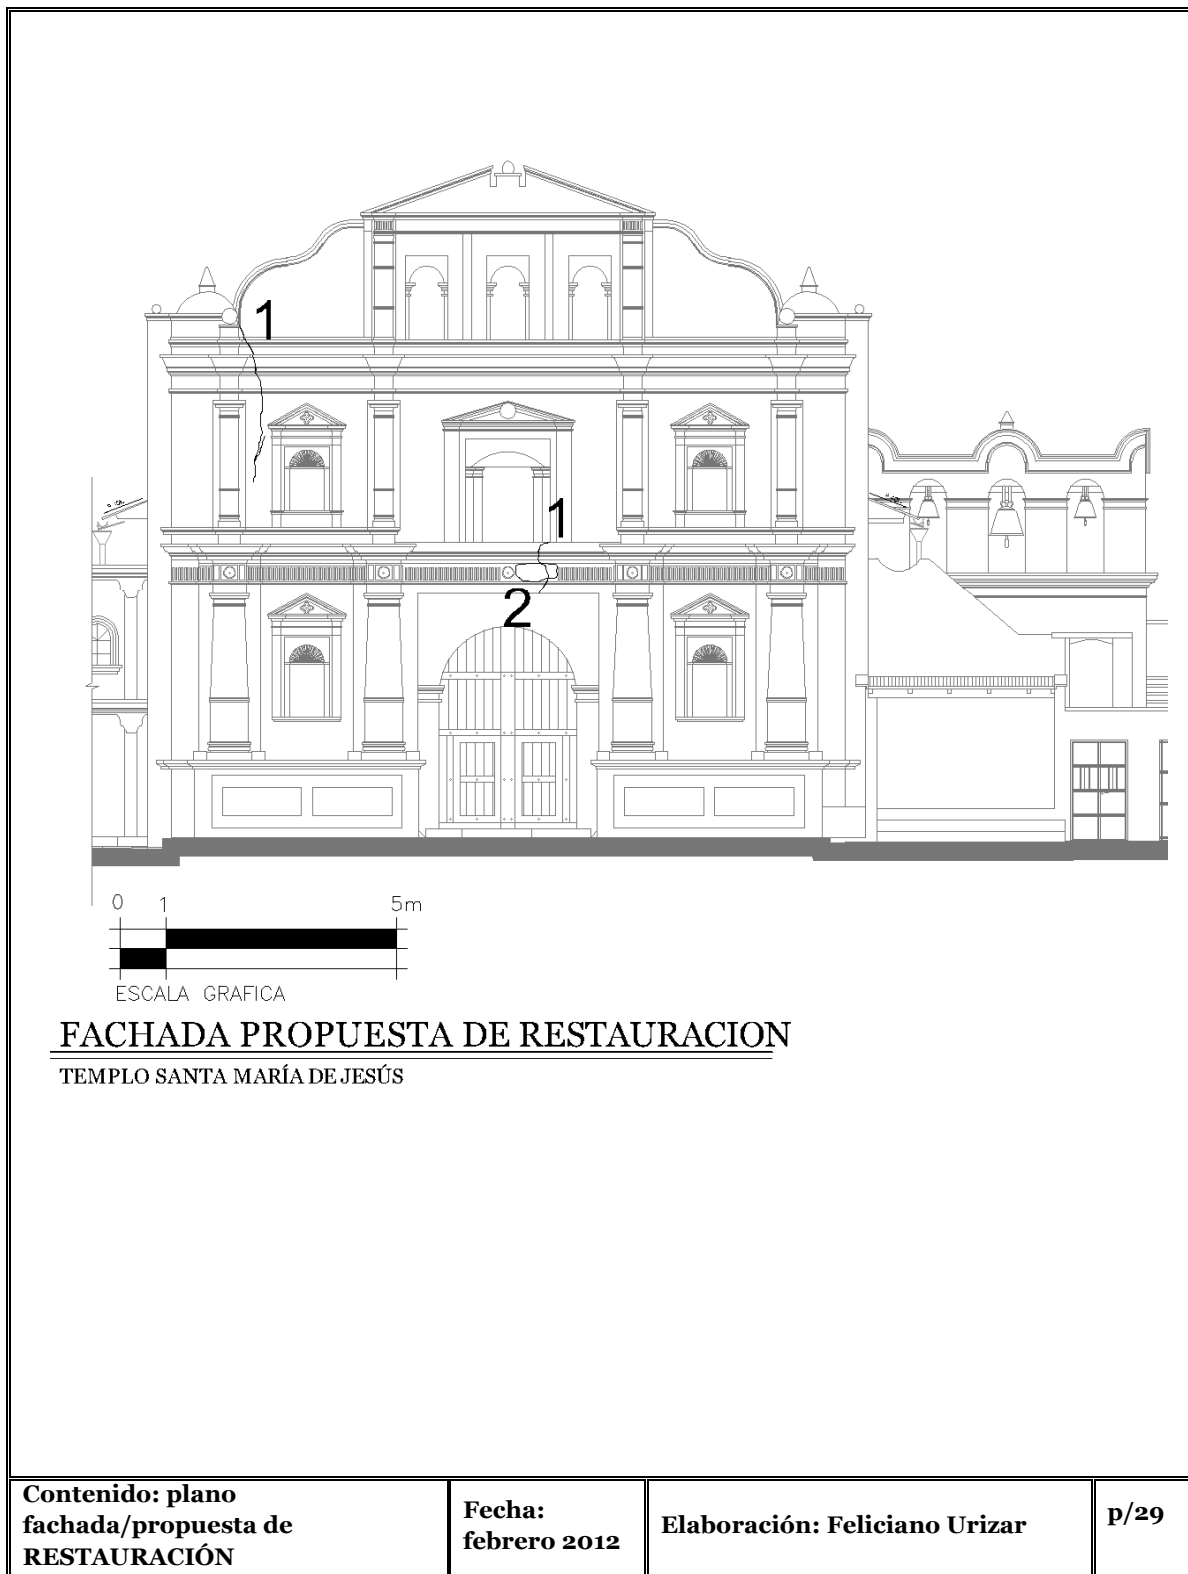 1
1
2
0 1 5m
ESCALA GRAFICA
FACHADA PROPUESTA DE RESTAURACION
TEMPLO SANTA MARÍA DE JESÚS
Contenido: plano
fachada/propuesta de
RESTAURACIÓN
Fecha:
febrero 2012
Elaboración: Feliciano Urizar
p/29